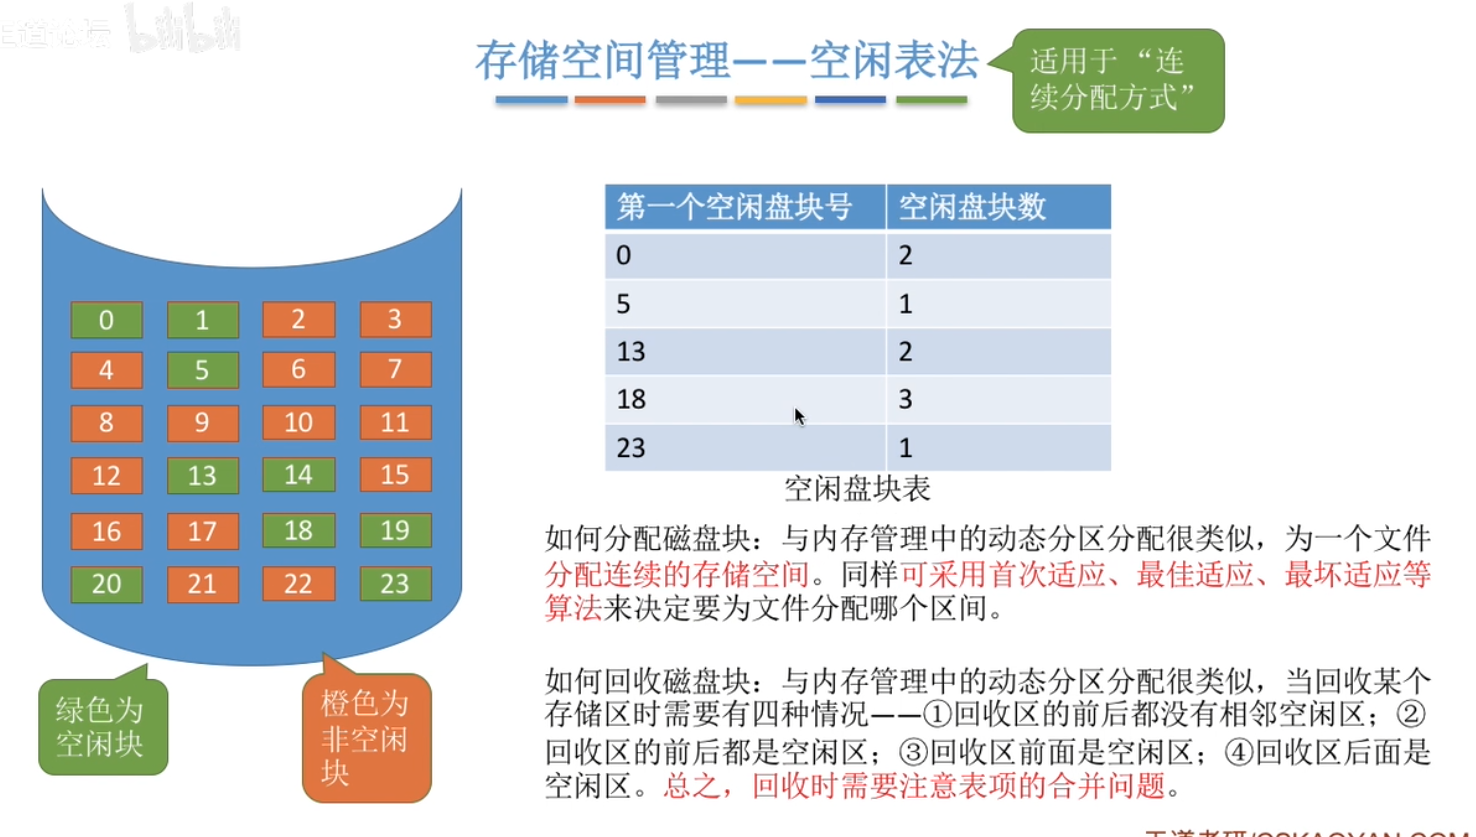 王道论坛 bilibili
存储空间管理——空闲表法
适用于 “连
续分配方式”
第一个空闲盘块号 空闲盘块数
0 2
5 1
13 2
18 3
23 1
空闲盘块表
0 1 2 3
4 5 6 7
8 9 10 11
12 13 14 15
16 17 18 19
20 21 22 23
绿色为
空闲块
橙色为
非空闲
块
如何分配磁盘块：与内存管理中的动态分区分配很类似，为一个文件
分配连续的存储空间。同样可采用首次适应、最佳适应、最坏适应等
算法来决定要为文件分配哪个区间。
如何回收磁盘块：与内存管理中的动态分区分配很类似，当回收某个
存储区时需要有四种情况——①回收区的前后都没有相邻空闲区；②
回收区的前后都是空闲区；③回收区前面是空闲区；④回收区后面是
空闲区。总之，回收时需要注意表项的合并问题。
王道考研/CSKAOYAN.COM